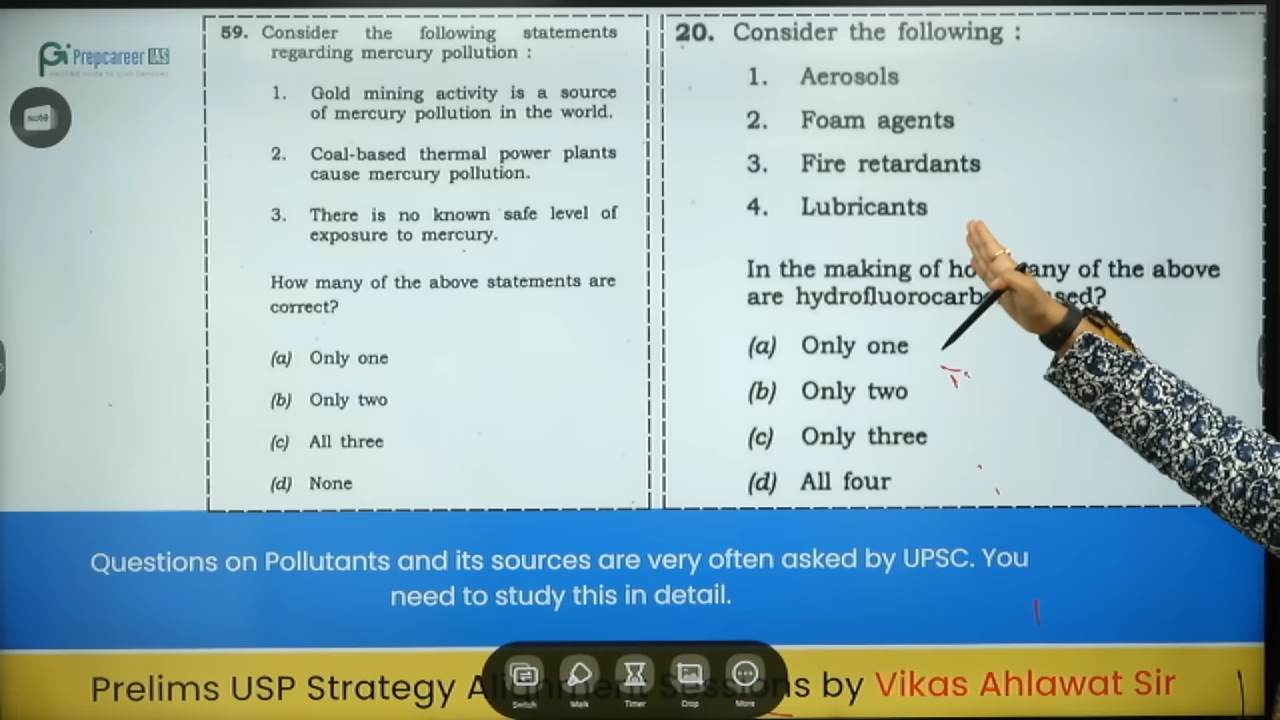 Prepcareer IAS
59. Consider the following statements
regarding mercury pollution :
1. Gold mining activity is a source
of mercury pollution in the world.
2. Coal-based thermal power plants
cause mercury pollution.
3. There is no known safe level of
exposure to mercury.
How many of the above statements are
correct?
(a) Only one
(b) Only two
(c) All three
(d) None
20. Consider the following :
1. Aerosols
2. Foam agents
3. Fire retardants
4. Lubricants
In the making of any of the above
are
(a) Only one
(b) Only two
(c) Only three
(d) All four
Questions on Pollutants and its sources are very often asked by UPSC. You
need to study this in detail.
Prelims USP Strategy by Vikas Ahlawat Sir
Switch Mark Timer Crop More